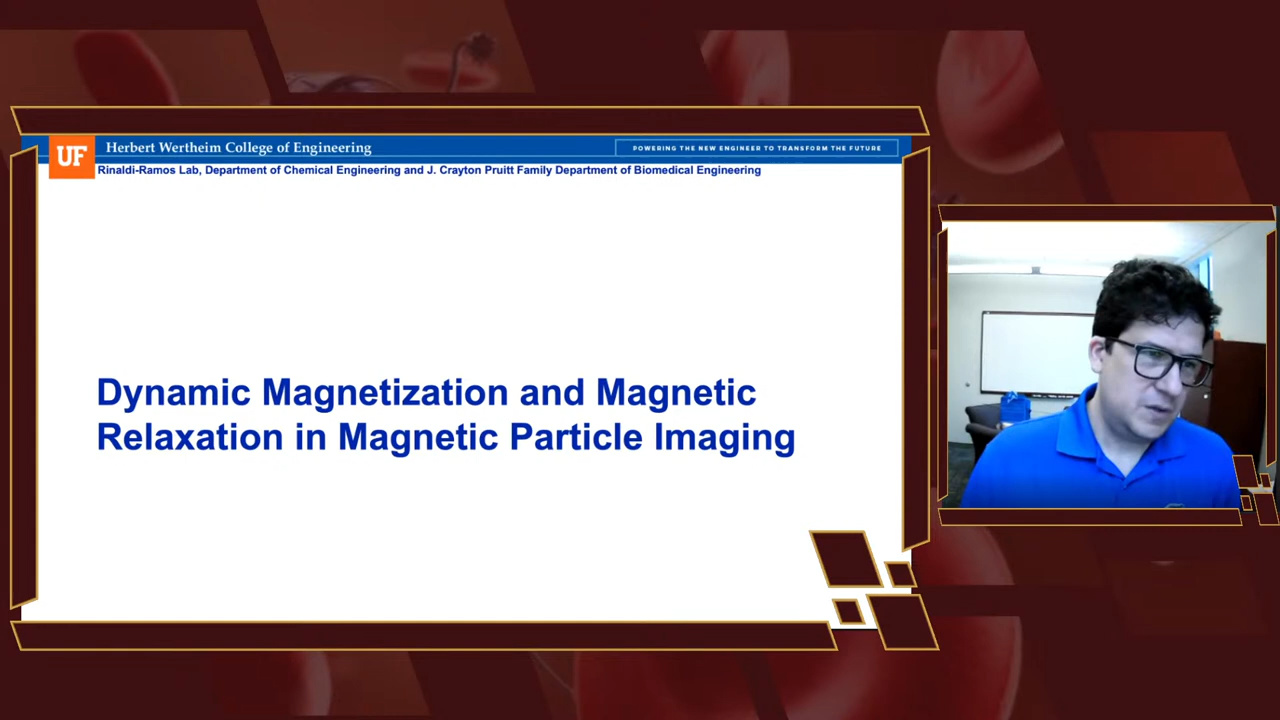 UF
Herbert Wertheim College of Engineering
POWERING THE NEW ENGINEER TO TRANSFORM THE FUTURE
Rinaldi-Ramos Lab, Department of Chemical Engineering and J. Crayton Pruitt Family Department of Biomedical Engineering
Dynamic Magnetization and Magnetic
Relaxation in Magnetic Particle Imaging